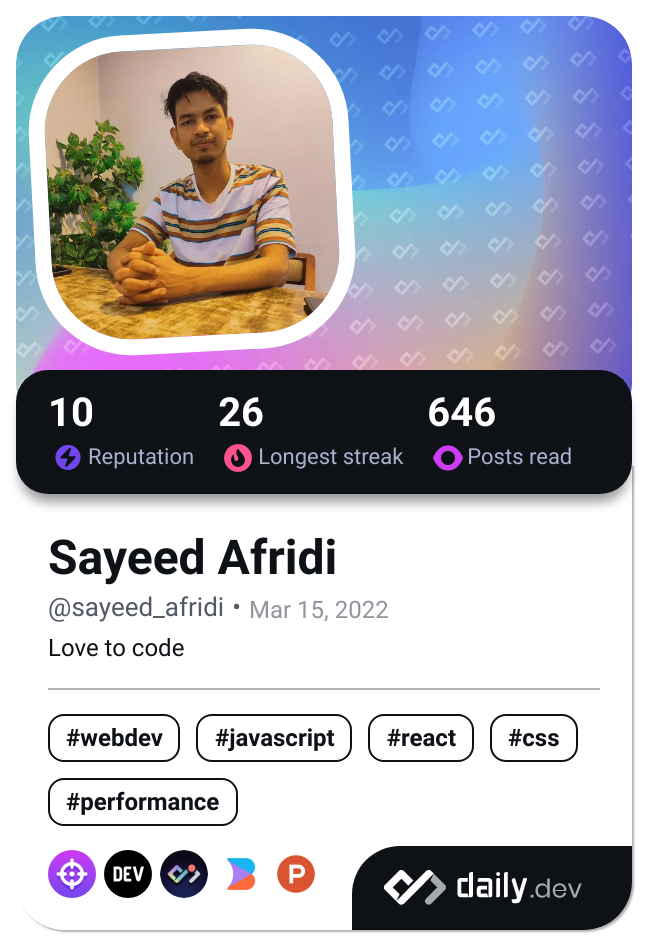 10 26 646
Reputation Longest streak Posts read
Sayeed Afridi
@sayeed_afridi • Mar 15, 2022
Love to code
#webdev #javascript #react #css
#performance
DEV P daily.dev